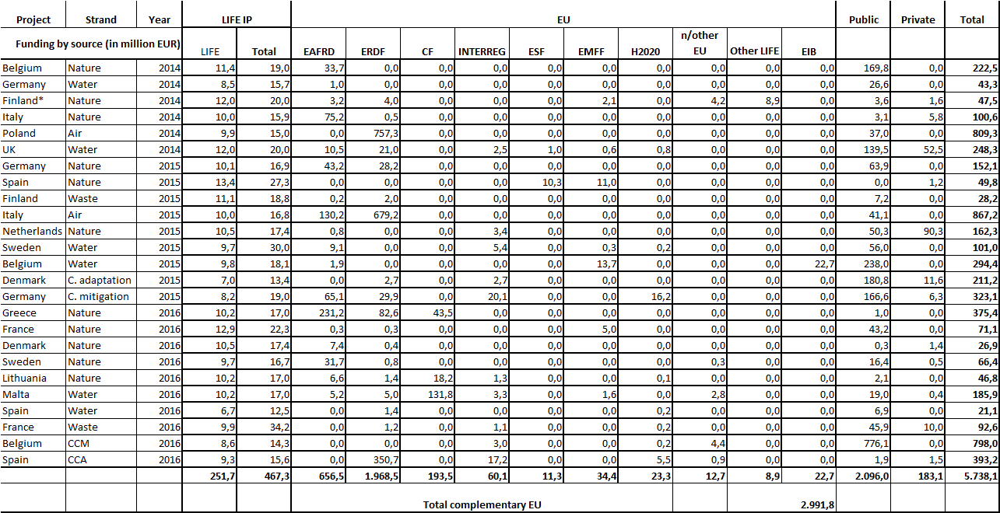 Project Strand Year LIFE IP EU Public Private Total
Funding by source (in million EUR) LIFE Total EAFRD ERDF CF INTERREG ESF EMFF H2020 n/other EU Other LIFE EIB
Belgium Nature 2014 11,4 19,0 33,7 0,0 0,0 0,0 0,0 0,0 0,0 0,0 0,0 0,0 169,8 0,0 222,5
Germany Water 2014 8,5 15,7 1,0 0,0 0,0 0,0 0,0 0,0 0,0 0,0 0,0 0,0 26,6 0,0 43,3
Finland* Nature 2014 12,0 20,0 3,2 4,0 0,0 0,0 0,0 2,1 0,0 4,2 8,9 0,0 3,6 1,6 47,5
Italy Nature 2014 10,0 15,9 75,2 0,5 0,0 0,0 0,0 0,0 0,0 0,0 0,0 0,0 3,1 5,8 100,6
Poland Air 2014 9,9 15,0 0,0 757,3 0,0 0,0 0,0 0,0 0,0 0,0 0,0 0,0 37,0 0,0 809,3
UK Water 2014 12,0 20,0 10,5 21,0 0,0 2,5 1,0 0,6 0,8 0,0 0,0 0,0 139,5 52,5 248,3
Germany Nature 2015 10,1 16,9 43,2 28,2 0,0 0,0 0,0 0,0 0,0 0,0 0,0 0,0 63,9 0,0 152,1
Spain Nature 2015 13,4 27,3 0,0 0,0 0,0 0,0 10,3 11,0 0,0 0,0 0,0 0,0 0,0 1,2 49,8
Finland Waste 2015 11,1 18,8 0,2 2,0 0,0 0,0 0,0 0,0 0,0 0,0 0,0 0,0 7,2 0,0 28,2
Italy Air 2015 10,0 16,8 130,2 679,2 0,0 0,0 0,0 0,0 0,0 0,0 0,0 0,0 41,1 0,0 867,2
Netherlands Nature 2015 10,5 17,4 0,8 0,0 0,0 3,4 0,0 0,0 0,0 0,0 0,0 0,0 50,3 90,3 162,3
Sweden Water 2015 9,7 30,0 9,1 0,0 0,0 5,4 0,0 0,3 0,2 0,0 0,0 0,0 56,0 0,0 101,0
Belgium Water 2015 9,8 18,1 1,9 0,0 0,0 0,0 0,0 13,7 0,0 0,0 0,0 22,7 238,0 0,0 294,4
Denmark C. adaptation 2015 7,0 13,4 0,0 2,7 0,0 2,7 0,0 0,0 0,0 0,0 0,0 0,0 180,8 11,6 211,2
Germany C. mitigation 2015 8,2 19,0 65,1 29,9 0,0 20,1 0,0 0,0 16,2 0,0 0,0 0,0 166,6 6,3 323,1
Greece Nature 2016 10,2 17,0 231,2 82,6 43,5 0,0 0,0 0,0 0,0 0,0 0,0 0,0 1,0 0,0 375,4
France Nature 2016 12,9 22,3 0,3 0,3 0,0 0,0 0,0 5,0 0,0 0,0 0,0 0,0 43,2 0,0 71,1
Denmark Nature 2016 10,5 17,4 7,4 0,4 0,0 0,0 0,0 0,0 0,0 0,0 0,0 0,0 0,3 1,4 26,9
Sweden Nature 2016 9,7 16,7 31,7 0,8 0,0 0,0 0,0 0,0 0,0 0,3 0,0 0,0 16,4 0,5 66,4
Lithuania Nature 2016 10,2 17,0 6,6 1,4 18,2 1,3 0,0 0,0 0,1 0,0 0,0 0,0 2,1 0,0 46,8
Malta Water 2016 10,2 17,0 5,2 5,0 131,8 3,3 0,0 1,6 0,0 2,8 0,0 0,0 19,0 0,4 185,9
Spain Water 2016 6,7 12,5 0,0 1,4 0,0 0,0 0,0 0,0 0,2 0,0 0,0 0,0 6,9 0,0 21,1
France Waste 2016 9,9 34,2 0,0 1,2 0,0 1,1 0,0 0,0 0,2 0,0 0,0 0,0 45,9 10,0 92,6
Belgium CCM 2016 8,6 14,3 0,0 0,0 0,0 3,0 0,0 0,0 0,2 4,4 0,0 0,0 776,1 0,0 798,0
Spain CCA 2016 9,3 15,6 0,0 350,7 0,0 17,2 0,0 0,0 5,5 0,9 0,0 0,0 1,9 1,5 393,2
251,7 467,3 656,5 1.968,5 193,5 60,1 11,3 34,4 23,3 12,7 8,9 22,7 2.096,0 183,1 5.738,1
Total complementary EU 2.991,8